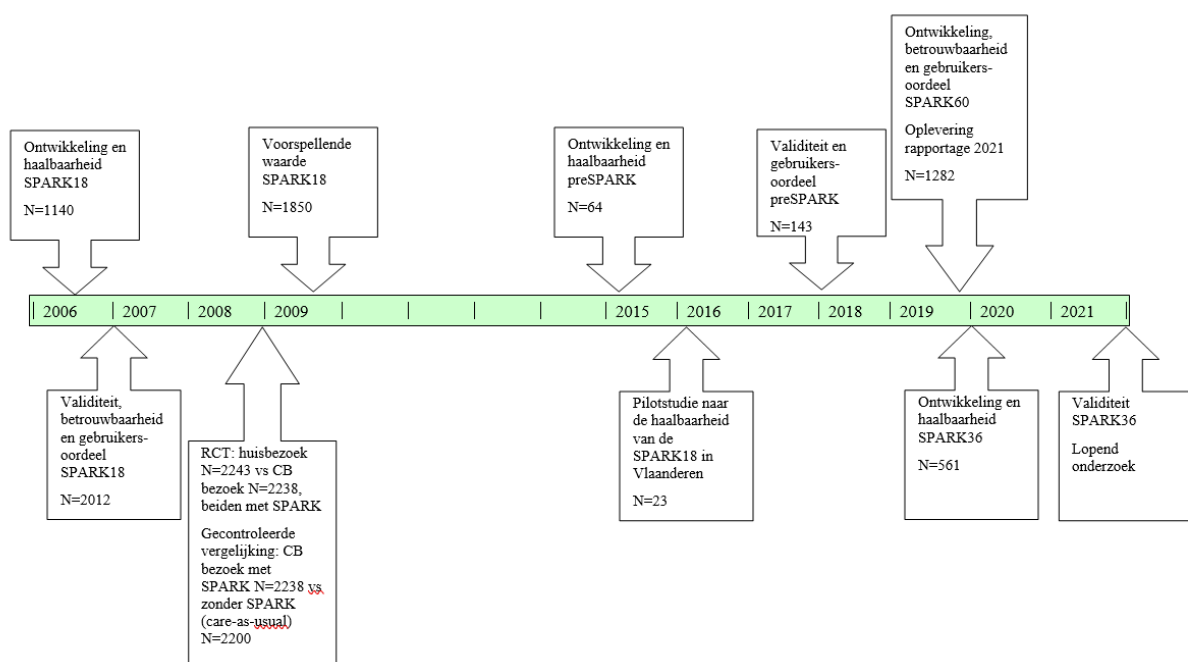 Ontwikkeling,
betrouwbaarheid
en gebruikers-
oordeel
SPARK60
Oplevering
rapportage 2021
N=1282
Ontwikkeling en
haalbaarheid
SPARK18
N=1140
Voorspellende
waarde
SPARK18
N=1850
Ontwikkeling en
haalbaarheid
preSPARK
N=64
Validiteit en
gebruikers-
oordeel
preSPARK
N=143
2006 2007 2008 2009 2015 2016 2017 2018 2019 2020 2021
Validiteit,
betrouwbaarheid
en gebruikers-
oordeel
SPARK18
N=2012
RCT: huisbezoek
N=2243 vs CB
bezoek N=2238,
beiden met SPARK
Gecontroleerde
vergelijking: CB
bezoek met
SPARK N=2238 vs
zonder SPARK
(care-as-usual)
N=2200
Pilotstudie naar
de haalbaarheid
van de
SPARK18 in
Vlaanderen
N=23
Ontwikkeling en
haalbaarheid
SPARK36
N=561
Validiteit
SPARK36
Lopend
onderzoek